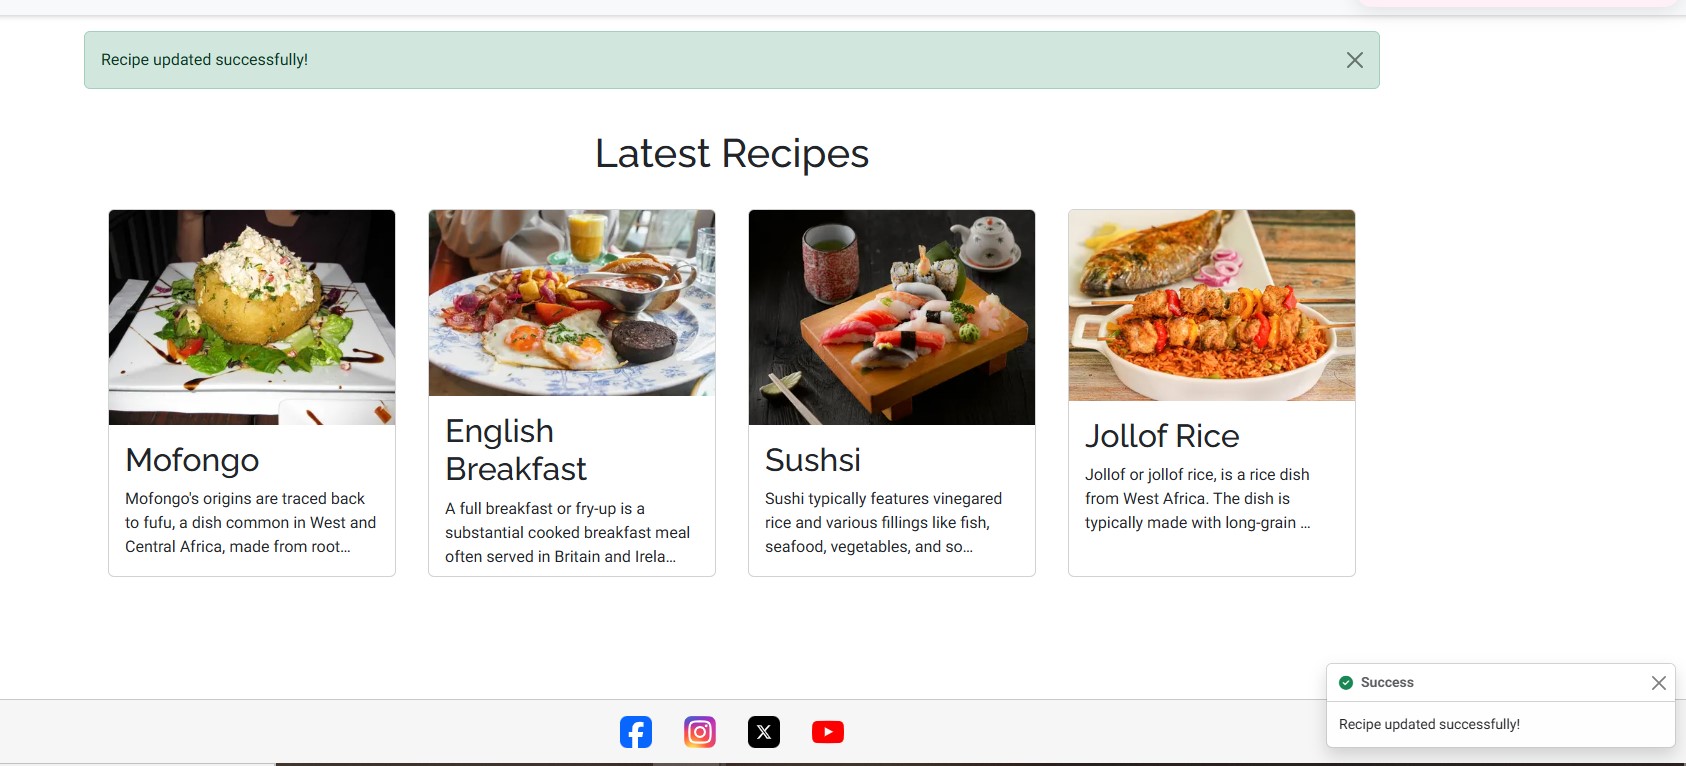 Recipe updated successfully!
Latest Recipes
Mofongo
Mofongo's origins are traced back
to fufu, a dish common in West and
Central Africa, made from root...
English
Breakfast
A full breakfast or fry-up is a
substantial cooked breakfast meal
often served in Britain and Irela...
Sushsi
Sushi typically features vinegared
rice and various fillings like fish,
seafood, vegetables, and so...
Jollof Rice
Jollof or jollof rice, is a rice dish
from West Africa. The dish is
typically made with long-grain ...
Success
Recipe updated successfully!